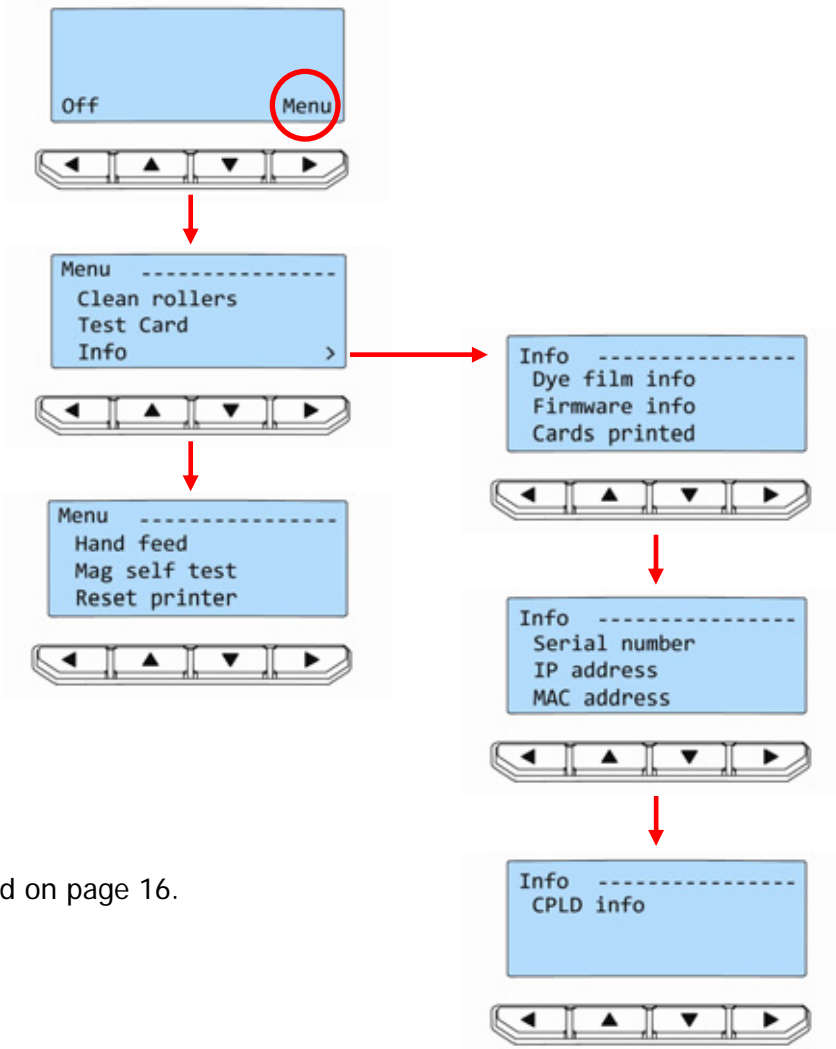 Off Menu
Menu ----------------
Clean rollers
Test Card
Info >
Menu ----------------
Hand feed
Mag self test
Reset printer
Info ----------------
Dye film info
Firmware info
Cards printed
Info ----------------
Serial number
IP address
MAC address
Info ----------------
CPLD info
d on page 16.